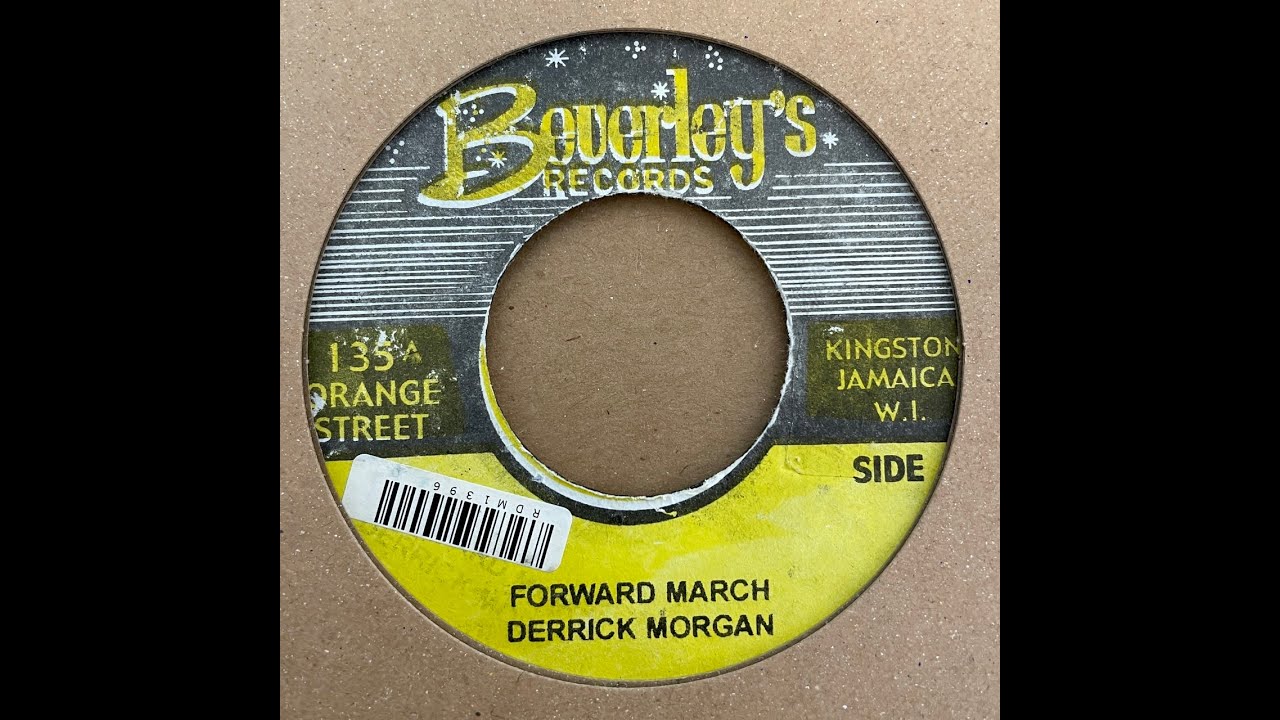 Beverley's
RECORDS
135A
ORANGE
STREET
KINGSTON
JAMAICA
W.I.
SIDE
RDM1396
FORWARD MARCH
DERRICK MORGAN